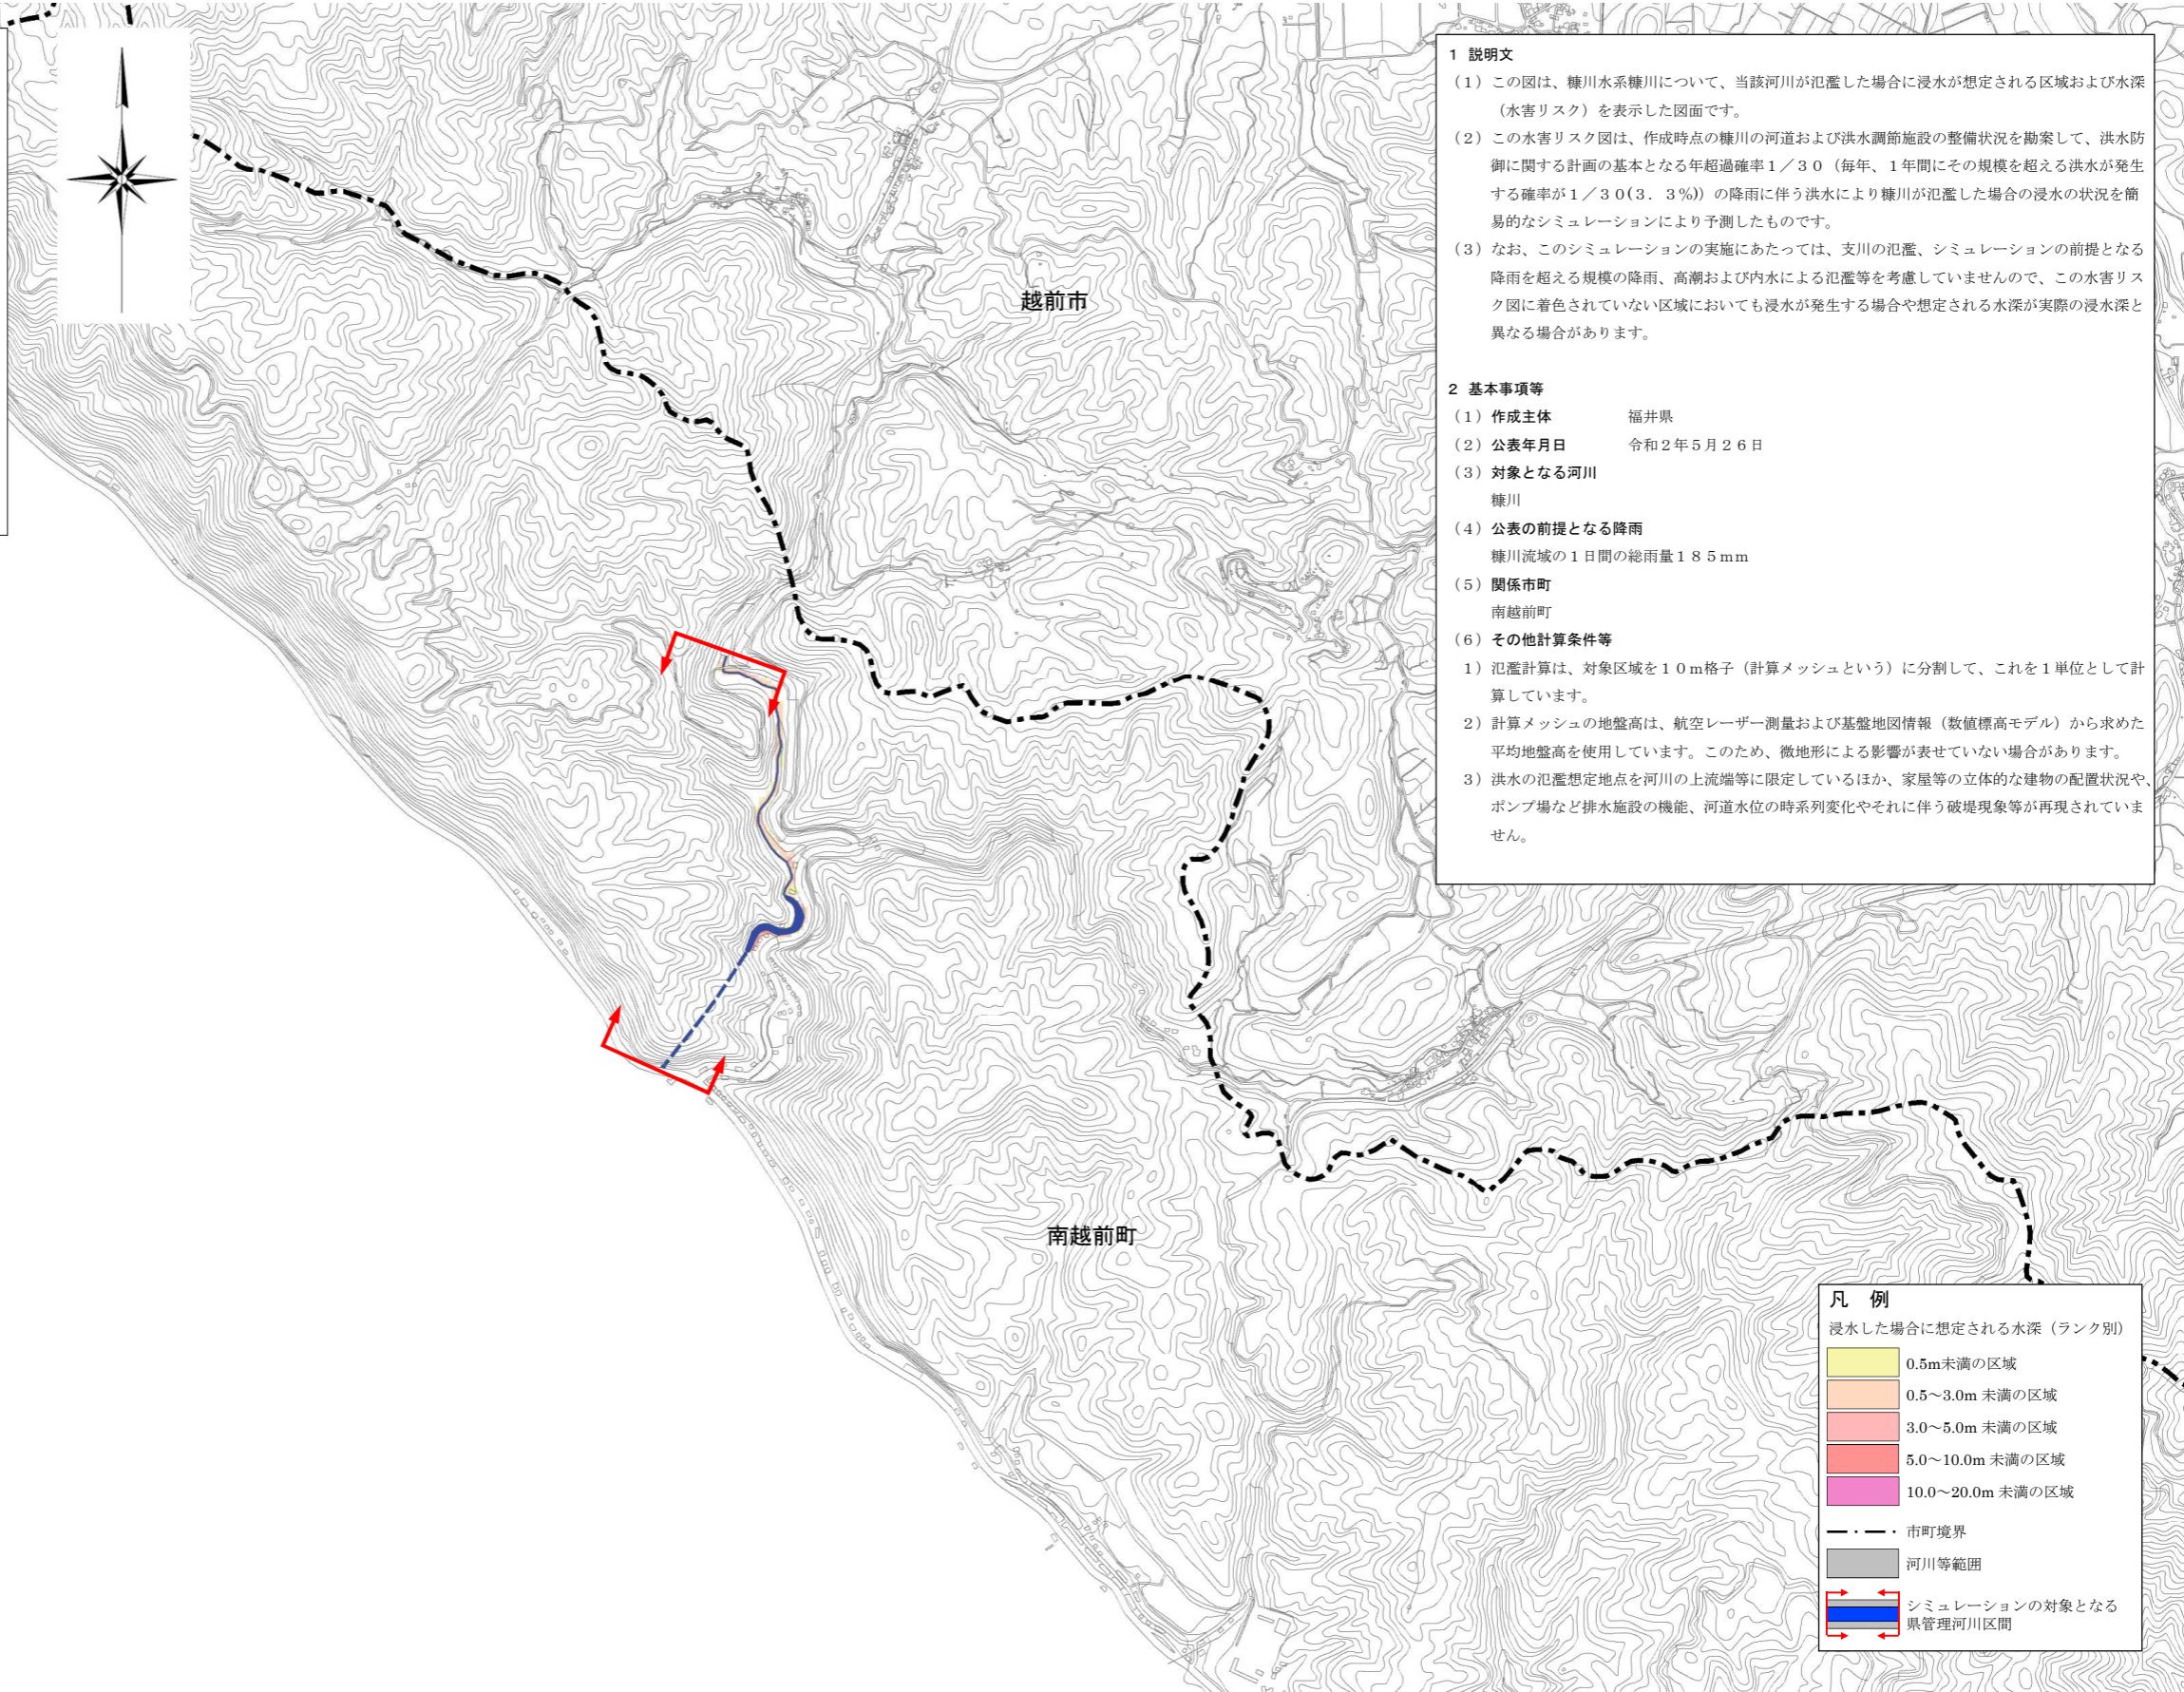 1 説明文
（1）この図は、糠川水系糠川について、当該河川が氾濫した場合に浸水が想定される区域および水深
（水害リスク）を表示した図面です。
（2）この水害リスク図は、作成時点の糠川の河道および洪水調節施設の整備状況を勘案して、洪水防
御に関する計画の基本となる年超過確率１／３０（毎年、１年間にその規模を超える洪水が発生
する確率が１／３０(３．３%)）の降雨に伴う洪水により糠川が氾濫した場合の浸水の状況を簡
易的なシミュレーションにより予測したものです。
（3）なお、このシミュレーションの実施にあたっては、支川の氾濫、シミュレーションの前提となる
降雨を超える規模の降雨、高潮および内水による氾濫等を考慮していませんので、この水害リス
ク図に着色されていない区域においても浸水が発生する場合や想定される水深が実際の浸水深と
異なる場合があります。
2 基本事項等
（1）作成主体 福井県
（2）公表年月日 令和２年５月２６日
（3）対象となる河川
糠川
（4）公表の前提となる降雨
糠川流域の１日間の総雨量１８５mm
（5）関係市町
南越前町
（6）その他計算条件等
1）氾濫計算は、対象区域を１０ｍ格子（計算メッシュという）に分割して、これを１単位として計
算しています。
2）計算メッシュの地盤高は、航空レーザー測量および基盤地図情報（数値標高モデル）から求めた
平均地盤高を使用しています。このため、微地形による影響が表せていない場合があります。
3）洪水の氾濫想定地点を河川の上流端等に限定しているほか、家屋等の立体的な建物の配置状況や、
ポンプ場など排水施設の機能、河道水位の時系列変化やそれに伴う破堤現象等が再現されていま
せん。
越前市
南越前町
凡 例
浸水した場合に想定される水深（ランク別）
0.5m未満の区域
0.5～3.0m 未満の区域
3.0～5.0m 未満の区域
5.0～10.0m 未満の区域
10.0～20.0m 未満の区域
市町境界
河川等範囲
シミュレーションの対象となる
県管理河川区間